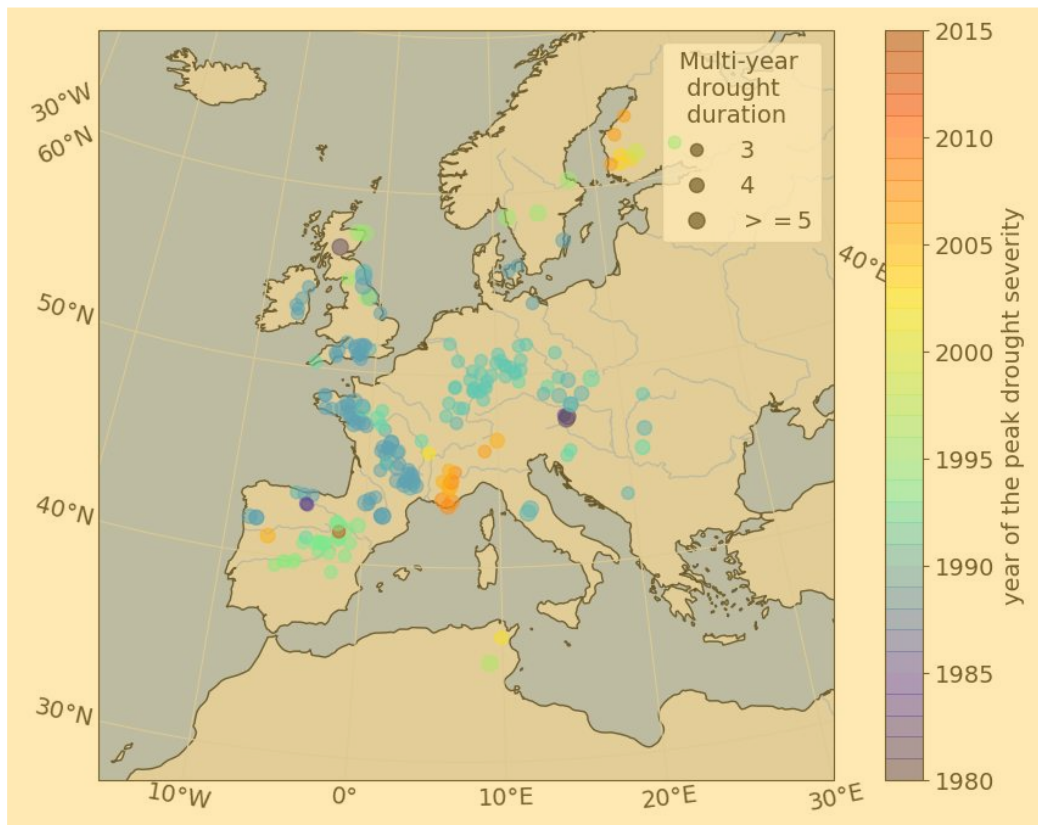 Multi-year
drought
duration
3
4
>=5
30°W
60°N
50°N
40°N
30°N
10°W
0°
10°E
20°E
30°E
40°E
2015
2010
2005
2000
1995
1990
1985
1980
year of the peak drought severity